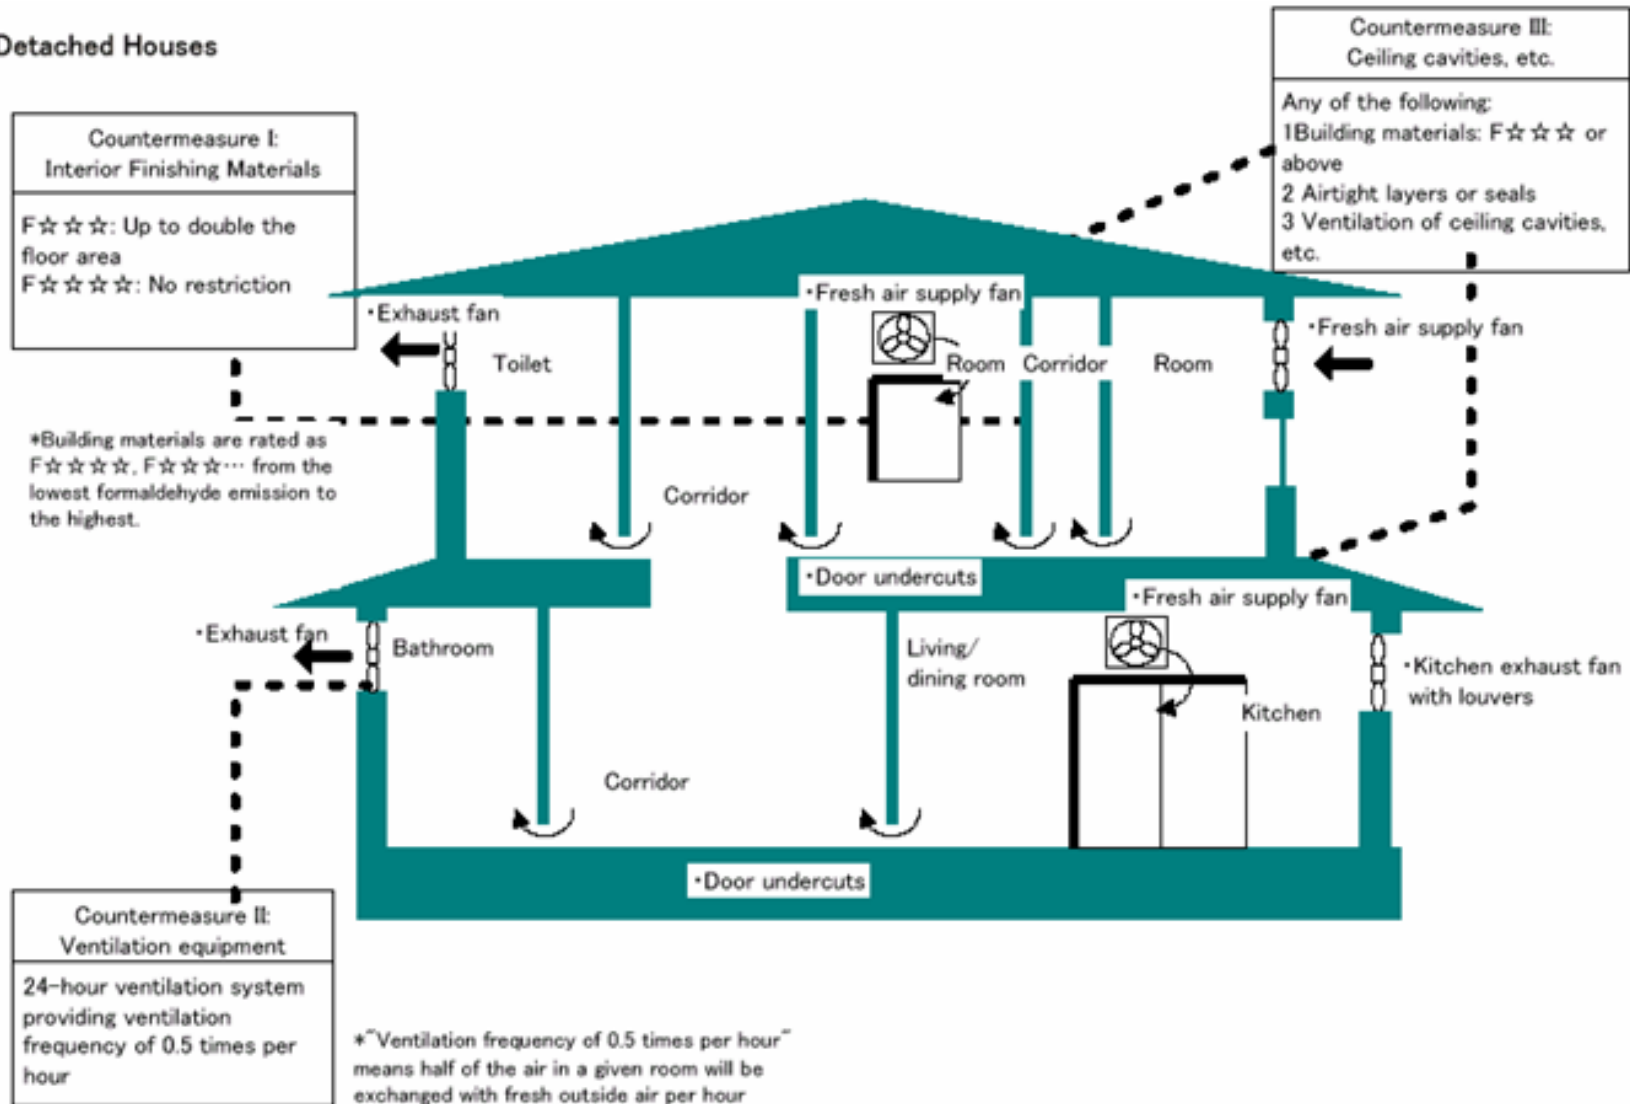 Detached Houses
Countermeasure I:
Interior Finishing Materials
F☆☆☆: Up to double the
floor area
F☆☆☆☆: No restriction
Countermeasure III:
Ceiling cavities, etc.
Any of the following:
1Building materials: F☆☆☆ or
above
2 Airtight layers or seals
3 Ventilation of ceiling cavities,
etc.
・Exhaust fan
・Fresh air supply fan
・Fresh air supply fan
Toilet
Room
Corridor
Room
*Building materials are rated as
F☆☆☆☆, F☆☆☆… from the
lowest formaldehyde emission to
the highest.
Corridor
・Door undercuts
・Fresh air supply fan
・Exhaust fan
Bathroom
Living/
dining room
・Kitchen exhaust fan
with louvers
Kitchen
Corridor
・Door undercuts
Countermeasure II:
Ventilation equipment
24-hour ventilation system
providing ventilation
frequency of 0.5 times per
hour
*"Ventilation frequency of 0.5 times per hour"
means half of the air in a given room will be
exchanged with fresh outside air per hour